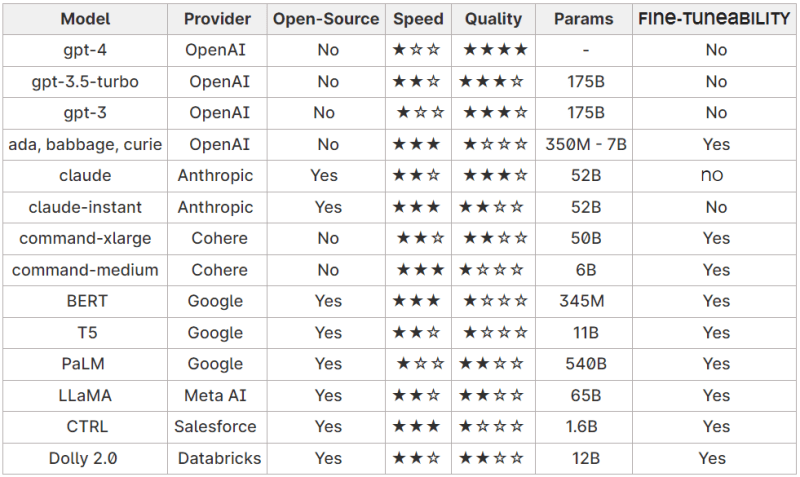 Model Provider Open-Source Speed Quality Params FIne-TuneaBILITY
gpt-4 OpenAI No ★☆☆ ★★★★ - No
gpt-3.5-turbo OpenAI No ★★☆ ★★★☆ 175B No
gpt-3 OpenAI No ★☆☆ ★★★☆ 175B No
ada, babbage, curie OpenAI No ★★★ ★☆☆☆ 350M - 7B Yes
claude Anthropic Yes ★★☆ ★★★☆ 52B no
claude-instant Anthropic Yes ★★★ ★★☆☆ 52B No
command-xlarge Cohere No ★★☆ ★★☆☆ 50B Yes
command-medium Cohere No ★★★ ★☆☆☆ 6B Yes
BERT Google Yes ★★★ ★☆☆☆ 345M Yes
T5 Google Yes ★★☆ ★☆☆☆ 11B Yes
PaLM Google Yes ★☆☆ ★★☆☆ 540B Yes
LLaMA Meta AI Yes ★★☆ ★★☆☆ 65B Yes
CTRL Salesforce Yes ★★★ ★☆☆☆ 1.6B Yes
Dolly 2.0 Databricks Yes ★★☆ ★★☆☆ 12B Yes